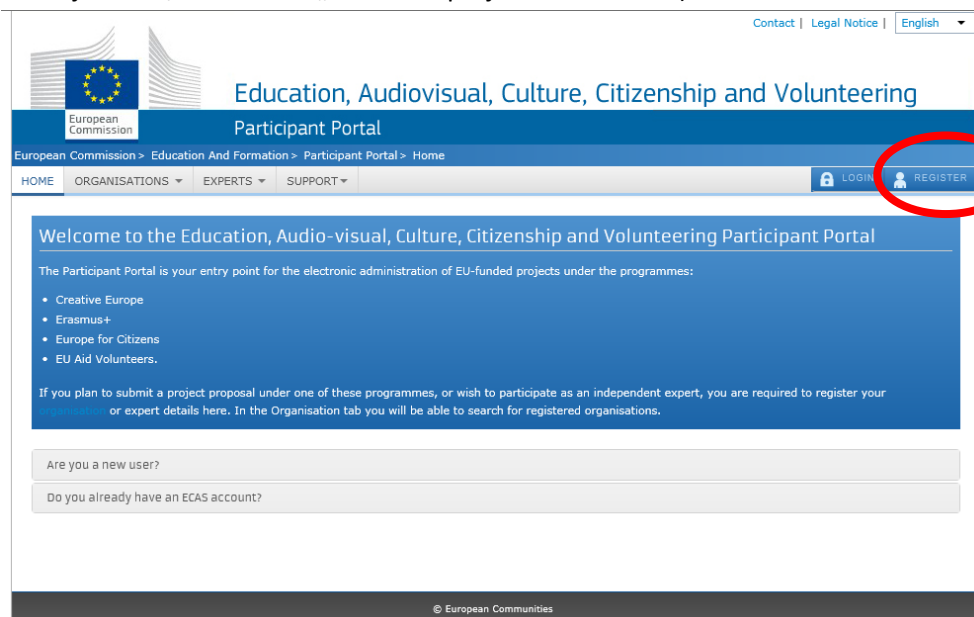 Contact | Legal Notice | English
Education, Audiovisual, Culture, Citizenship and Volunteering
European
Commission
Participant Portal
European Commission > Education And Formation > Participant Portal > Home
HOME ORGANISATIONS EXPERTS SUPPORT LOGIN REGISTER
Welcome to the Education, Audio-visual, Culture, Citizenship and Volunteering Participant Portal
The Participant Portal is your entry point for the electronic administration of EU-funded projects under the programmes:
• Creative Europe
• Erasmus+
• Europe for Citizens
• EU Aid Volunteers.
If you plan to submit a project proposal under one of these programmes, or wish to participate as an independent expert, you are required to register your
organisation or expert details here. In the Organisation tab you will be able to search for registered organisations.
Are you a new user?
Do you already have an ECAS account?
© European Communities